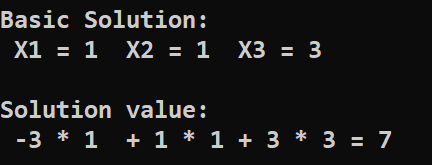 Basic Solution:
X1 = 1  X2 = 1  X3 = 3
Solution value:
-3 * 1  + 1 * 1 + 3 * 3 = 7